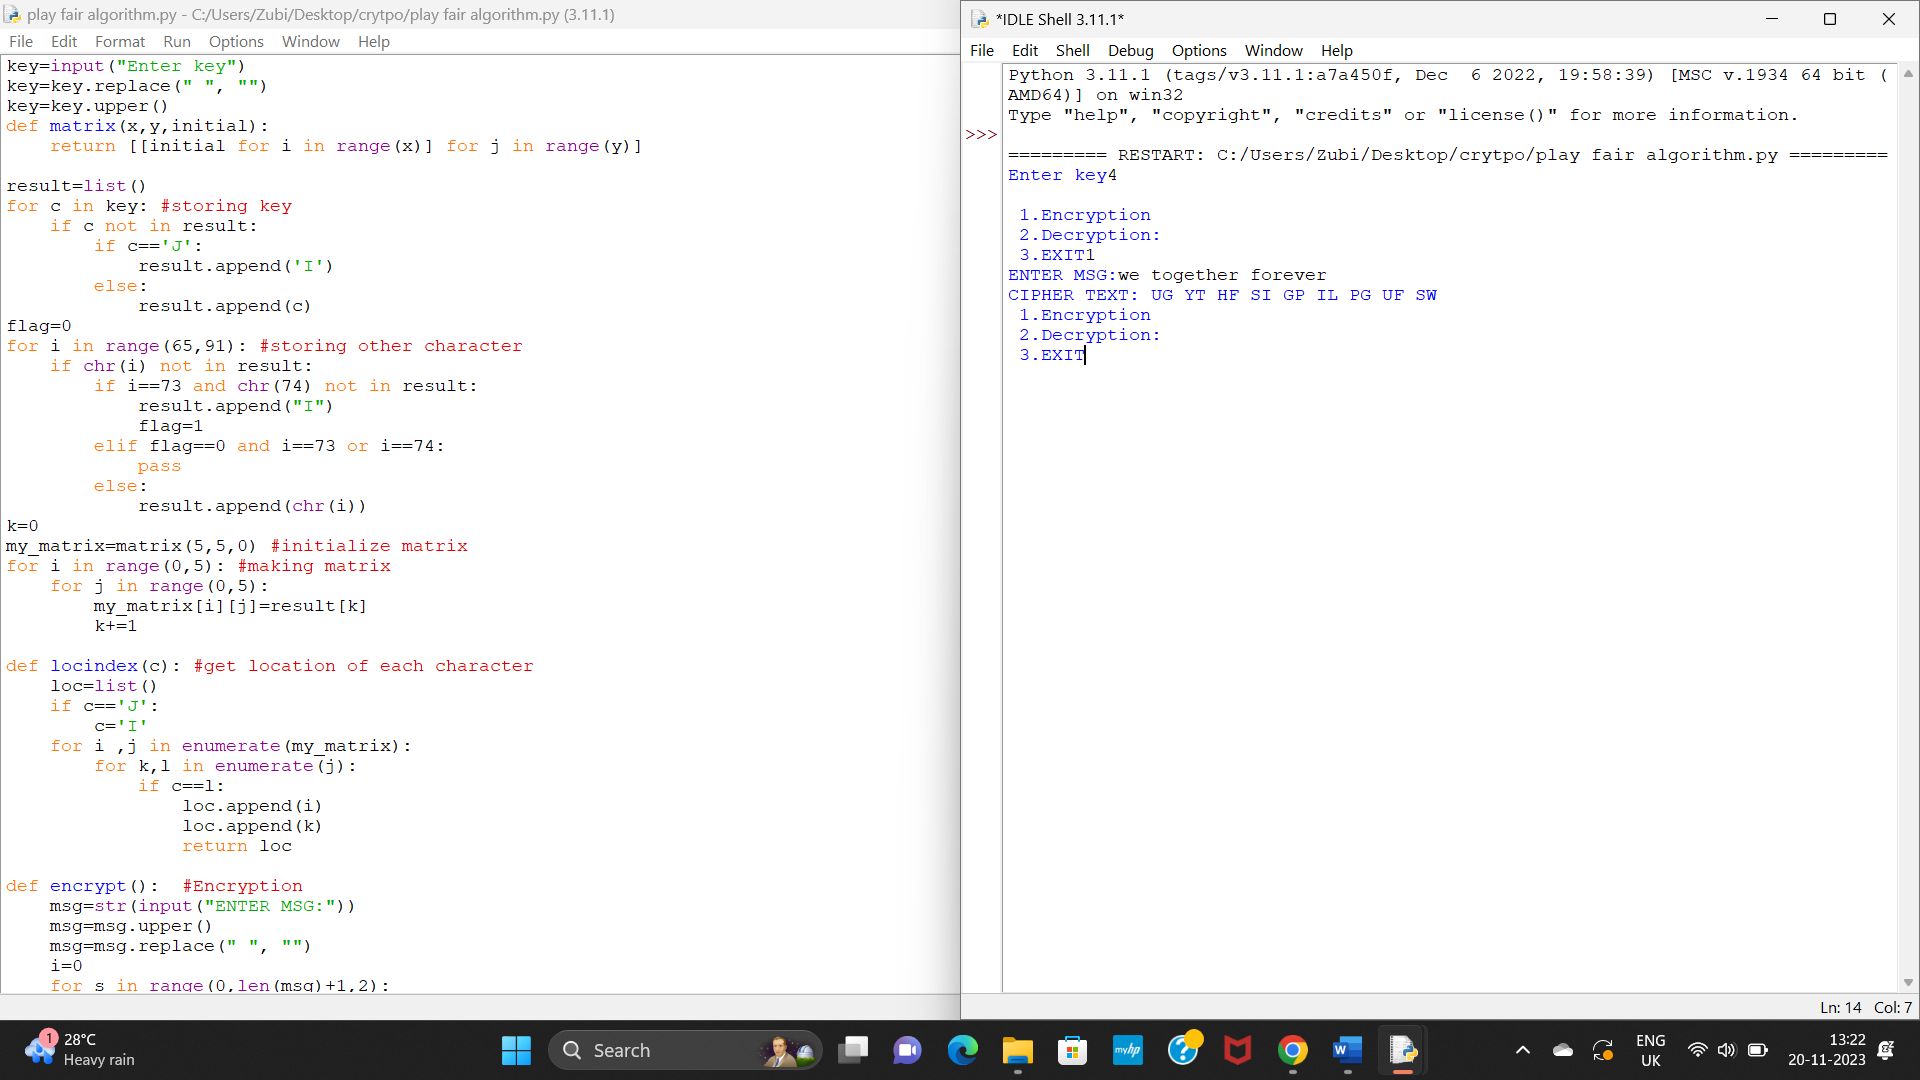 play fair algorithm.py - C:/Users/Zubi/Desktop/crytpo/play fair algorithm.py (3.11.1)
File Edit Format Run Options Window Help
key=input("Enter key")
key=key.replace(" ", "")
key=key.upper()
def matrix(x,y,initial):
    return [[initial for i in range(x)] for j in range(y)]

result=list()
for c in key: #storing key
    if c not in result:
        if c=='J':
            result.append('I')
        else:
            result.append(c)
flag=0
for i in range(65,91): #storing other character
    if chr(i) not in result:
        if i==73 and chr(74) not in result:
            result.append("I")
            flag=1
        elif flag==0 and i==73 or i==74:
            pass
        else:
            result.append(chr(i))
k=0
my_matrix=matrix(5,5,0) #initialize matrix
for i in range(0,5): #making matrix
    for j in range(0,5):
        my_matrix[i][j]=result[k]
        k+=1

def locindex(c): #get location of each character
    loc=list()
    if c=='J':
        c='I'
    for i ,j in enumerate(my_matrix):
        for k,l in enumerate(j):
            if c==l:
                loc.append(i)
                loc.append(k)
                return loc

def encrypt():  #Encryption
    msg=str(input("ENTER MSG:"))
    msg=msg.upper()
    msg=msg.replace(" ", "")
    i=0
    for s in range(0,len(msg)+1,2):
*IDLE Shell 3.11.1*
File Edit Shell Debug Options Window Help
Python 3.11.1 (tags/v3.11.1:a7a450f, Dec  6 2022, 19:58:39) [MSC v.1934 64 bit (
AMD64)] on win32
Type "help", "copyright", "credits" or "license()" for more information.
>>>
========= RESTART: C:/Users/Zubi/Desktop/crytpo/play fair algorithm.py =========
Enter key4

 1.Encryption
 2.Decryption:
 3.EXIT1
ENTER MSG:we together forever
CIPHER TEXT: UG YT HF SI GP IL PG UF SW
 1.Encryption
 2.Decryption:
 3.EXIT
Ln: 14 Col: 7
1
28°C
Heavy rain
Search
myhp
ENG
UK
13:22
20-11-2023